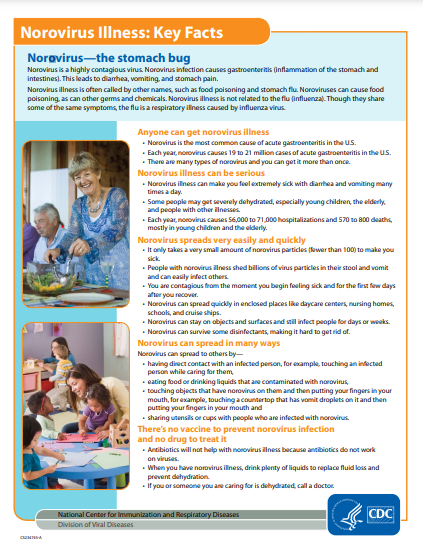 Norovirus Illness: Key Facts
Norovirus—the stomach bug
Norovirus is a highly contagious virus. Norovirus infection causes gastroenteritis (inflammation of the stomach and
intestines). This leads to diarrhea, vomiting, and stomach pain.
Norovirus illness is often called by other names, such as food poisoning and stomach flu. Noroviruses can cause food
poisoning, as can other germs and chemicals. Norovirus illness is not related to the flu (influenza). Though they share
some of the same symptoms, the flu is a respiratory illness caused by influenza virus.
Anyone can get norovirus illness
• Norovirus is the most common cause of acute gastroenteritis in the U.S.
• Each year, norovirus causes 19 to 21 million cases of acute gastroenteritis in the U.S.
• There are many types of norovirus and you can get it more than once.
Norovirus illness can be serious
• Norovirus illness can make you feel extremely sick with diarrhea and vomiting many
times a day.
• Some people may get severely dehydrated, especially young children, the elderly,
and people with other illnesses.
• Each year, norovirus causes 56,000 to 71,000 hospitalizations and 570 to 800 deaths,
mostly in young children and the elderly.
Norovirus spreads very easily and quickly
• It only takes a very small amount of norovirus particles (fewer than 100) to make you
sick.
• People with norovirus illness shed billions of virus particles in their stool and vomit
and can easily infect others.
• You are contagious from the moment you begin feeling sick and for the first few days
after you recover.
• Norovirus can spread quickly in enclosed places like daycare centers, nursing homes,
schools, and cruise ships.
• Norovirus can stay on objects and surfaces and still infect people for days or weeks.
• Norovirus can survive some disinfectants, making it hard to get rid of.
Norovirus can spread in many ways
Norovirus can spread to others by—
• having direct contact with an infected person, for example, touching an infected
person while caring for them,
• eating food or drinking liquids that are contaminated with norovirus,
• touching objects that have norovirus on them and then putting your fingers in your
mouth, for example, touching a countertop that has vomit droplets on it and then
putting your fingers in your mouth and
• sharing utensils or cups with people who are infected with norovirus.
There's no vaccine to prevent norovirus infection
and no drug to treat it
• Antibiotics will not help with norovirus illness because antibiotics do not work
on viruses.
• When you have norovirus illness, drink plenty of liquids to replace fluid loss and
prevent dehydration.
• If you or someone you are caring for is dehydrated, call a doctor.
National Center for Immunization and Respiratory Diseases
Division of Viral Diseases
CDC